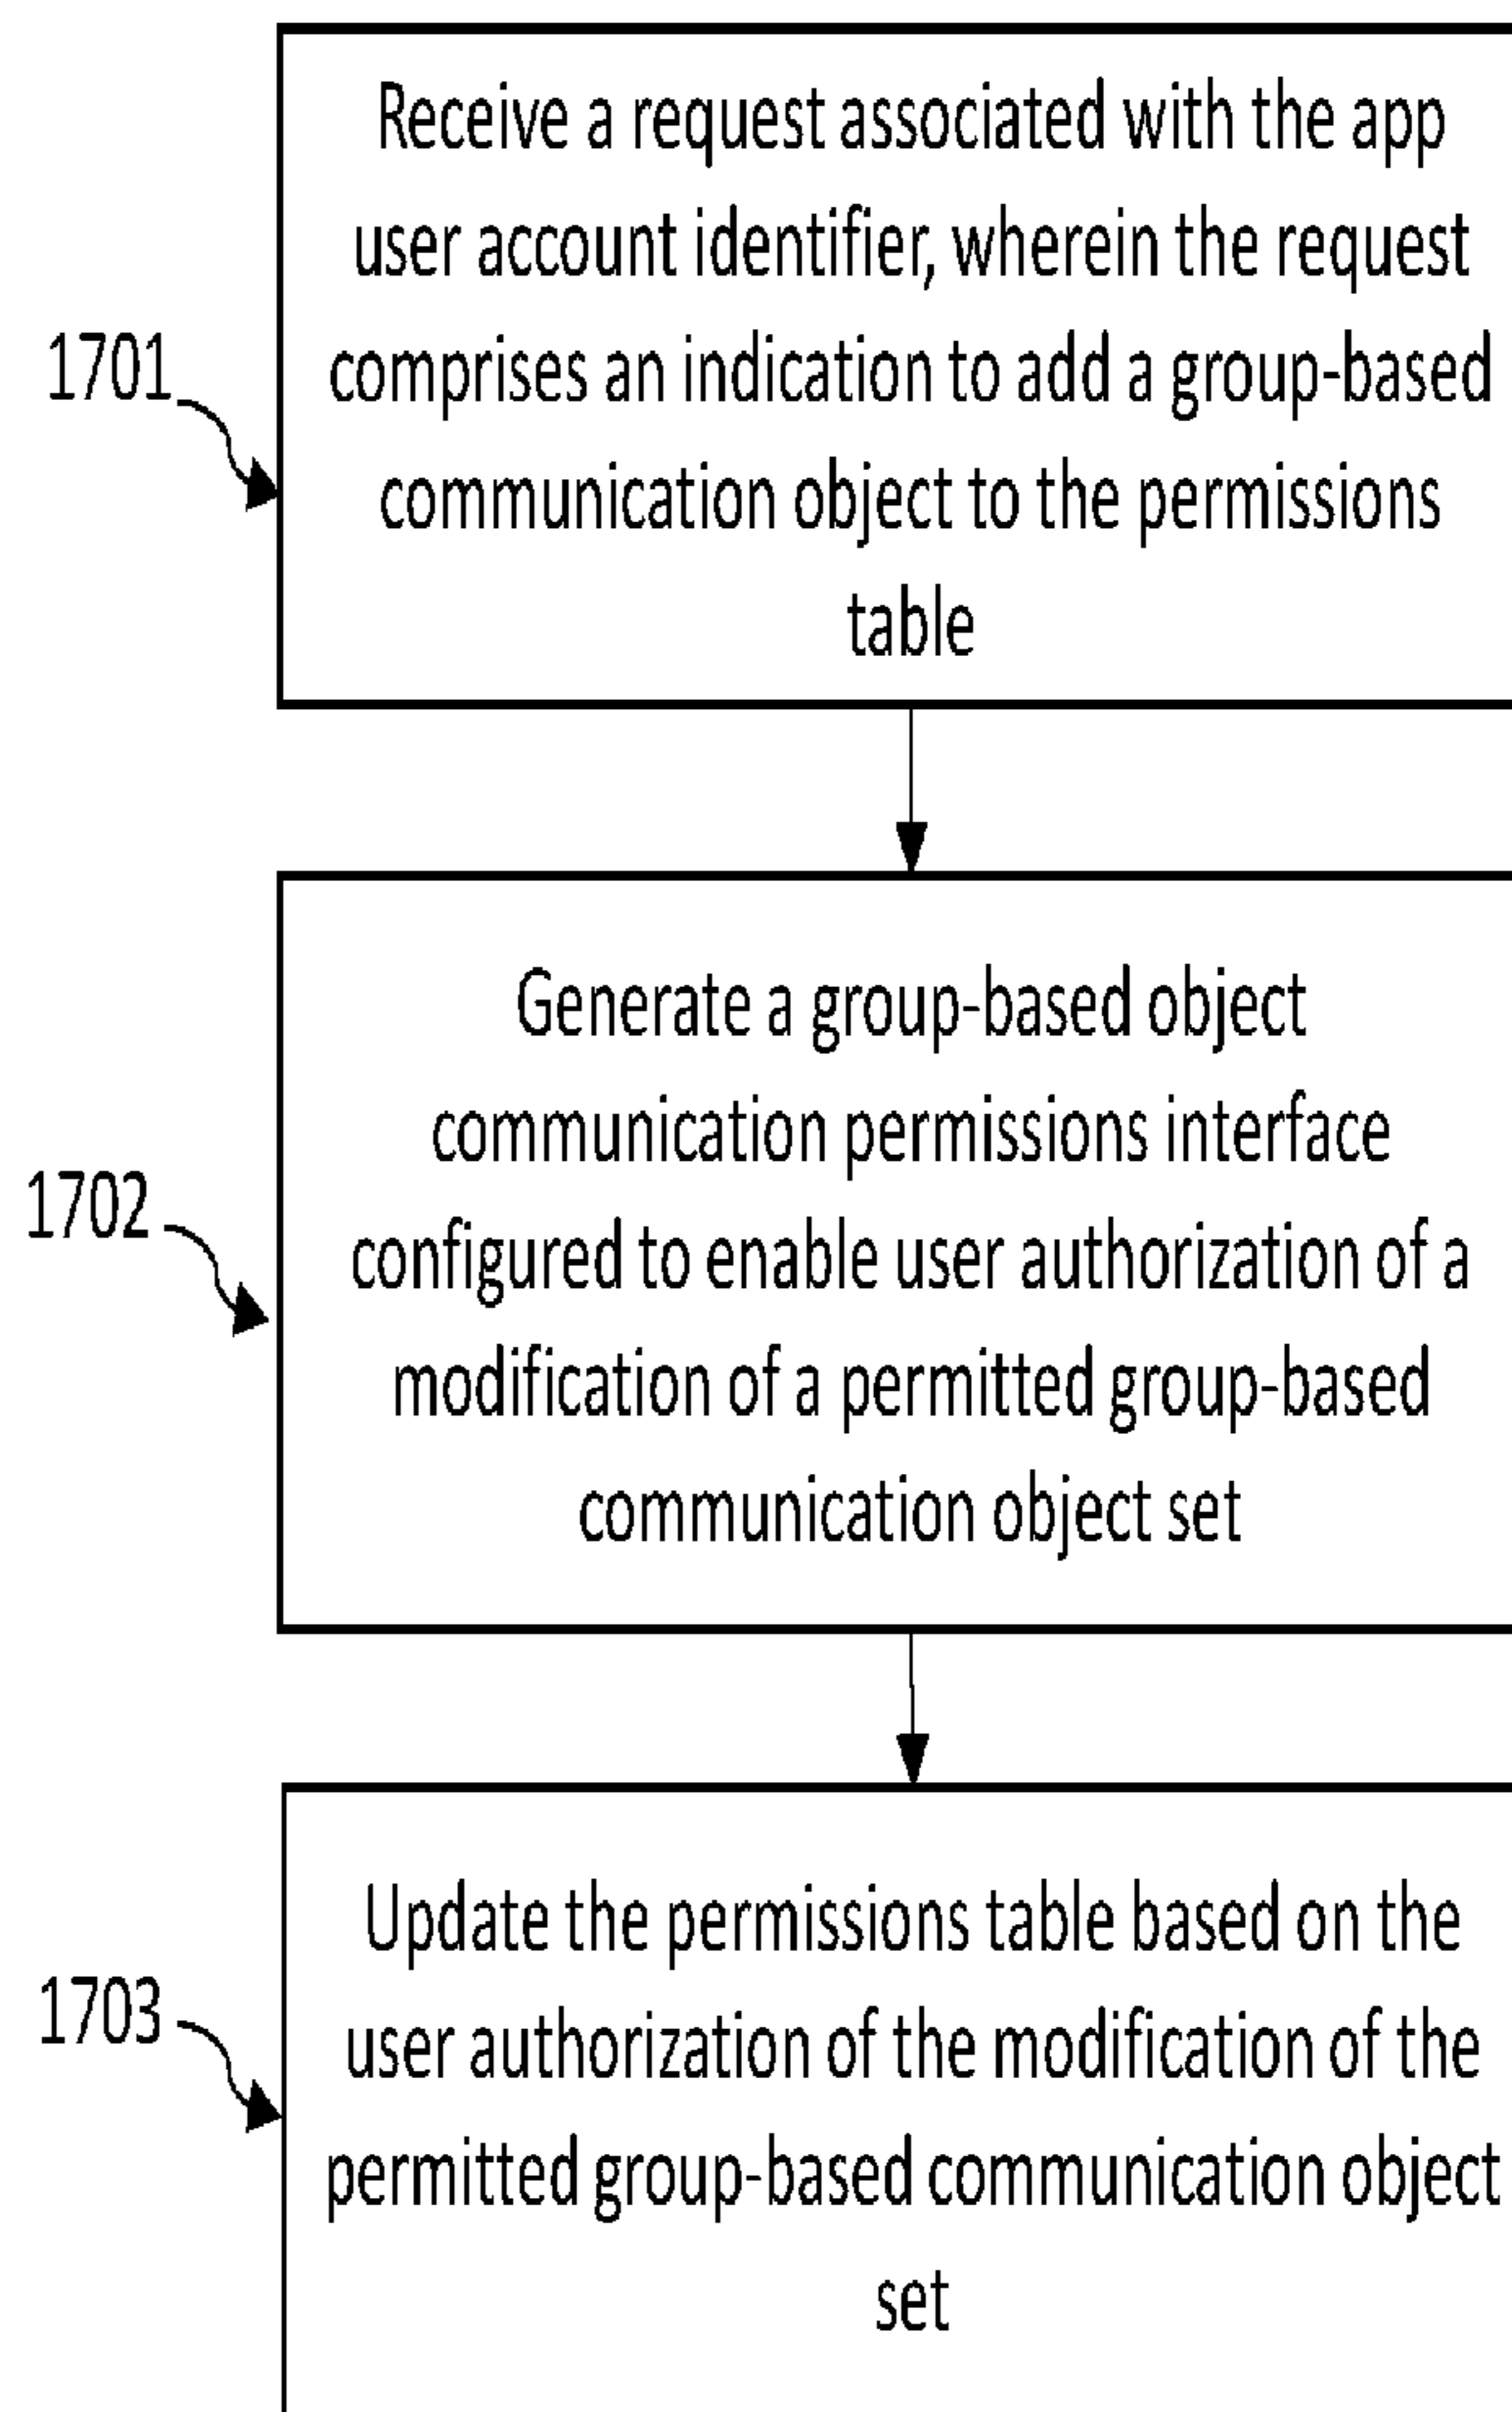 Receive a request associated with the app
user account identifier, wherein the request
comprises an indication to add a group-based
communication object to the permissions
table
1701
Generate a group-based object
communication permissions interface
configured to enable user authorization of a
modification of a permitted group-based
communication object set
1702
Update the permissions table based on the
user authorization of the modification of the
permitted group-based communication object
set
1703